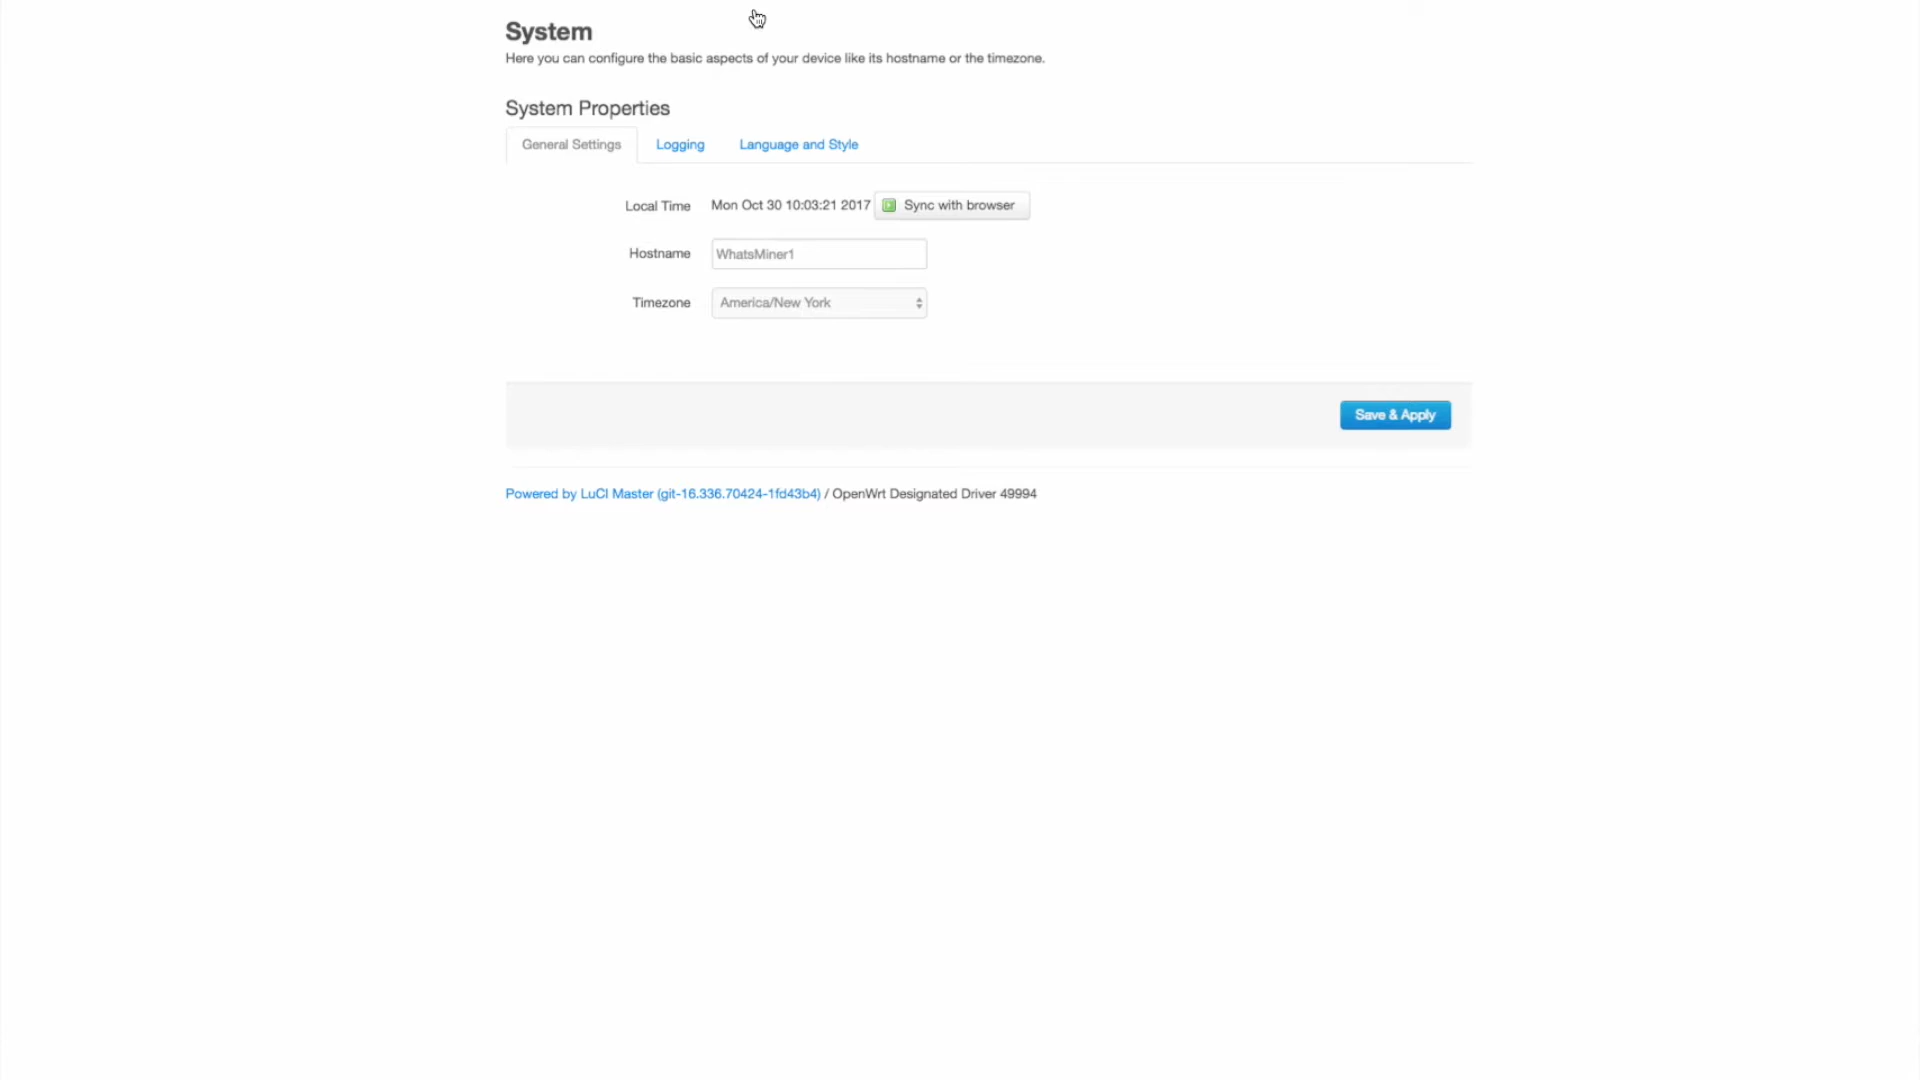 System
Here you can configure the basic aspects of your device like its hostname or the timezone.
System Properties
General Settings Logging Language and Style
Local Time Mon Oct 30 10:03:21 2017 Sync with browser
Hostname WhatsMiner1
Timezone America/New York
Save & Apply
Powered by LuCI Master (git-16.336.70424-1fd43b4) / OpenWrt Designated Driver 49994